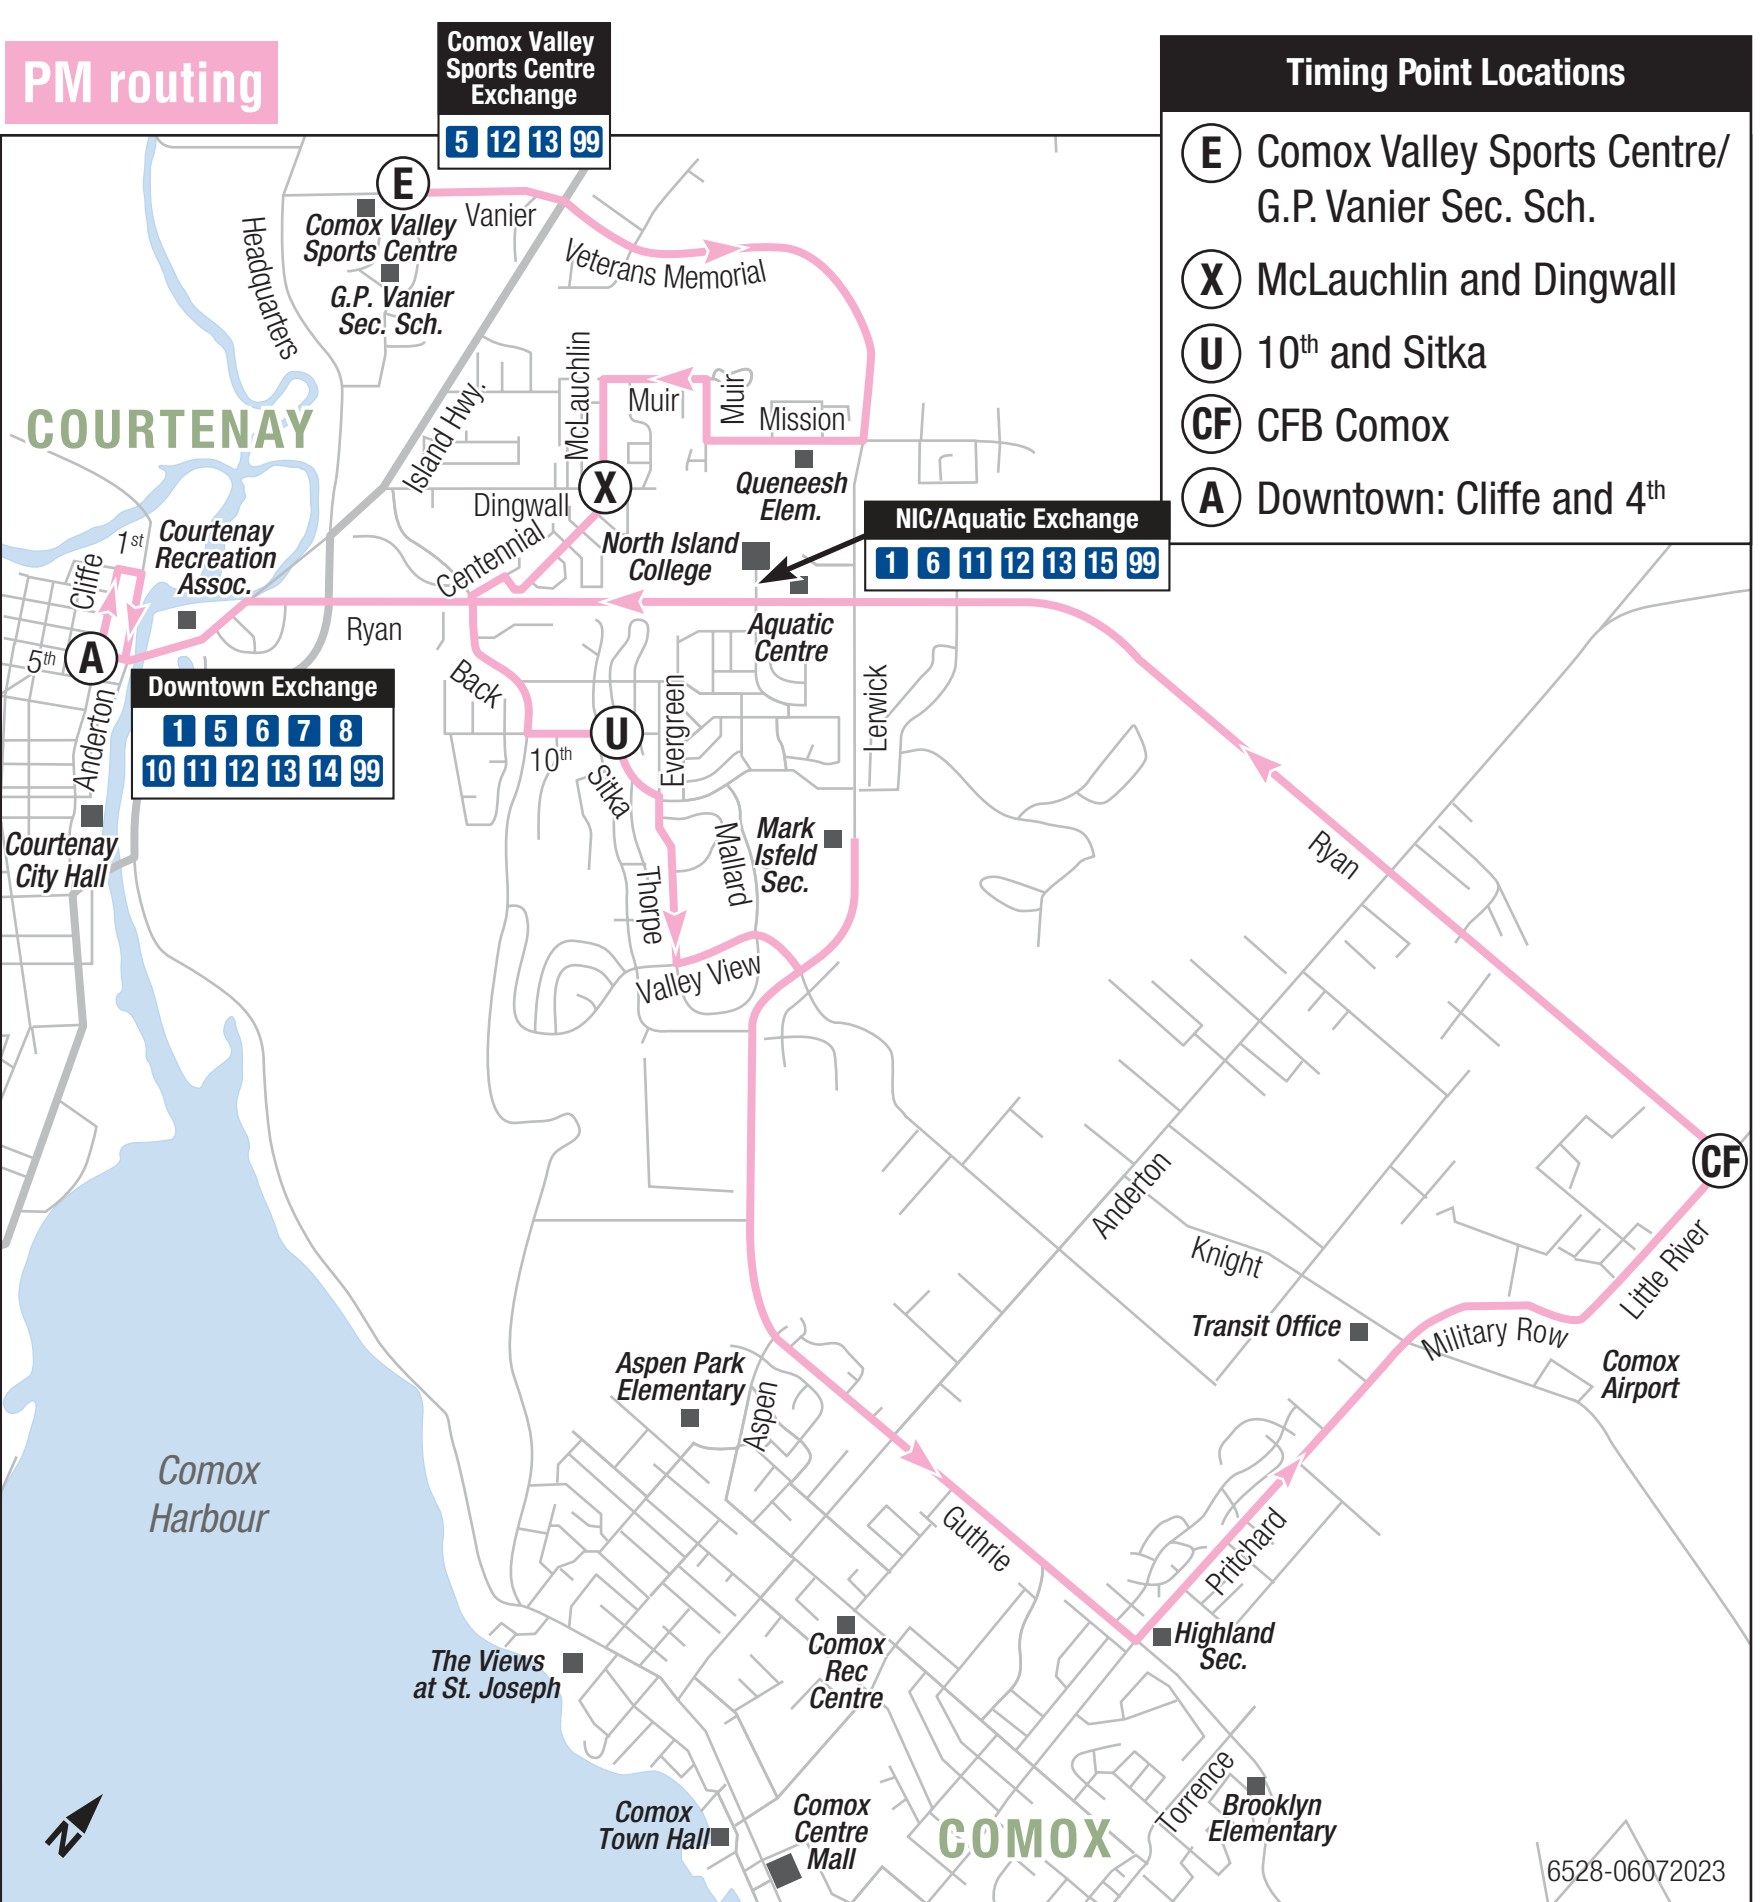 PM routing
Comox Valley
Sports Centre
Exchange
5 12 13 99
Timing Point Locations
E Comox Valley Sports Centre/
G.P. Vanier Sec. Sch.
X McLauchlin and Dingwall
U 10th and Sitka
CF CFB Comox
A Downtown: Cliffe and 4th
E
Comox Valley
Sports Centre
G.P. Vanier
Sec. Sch.
Vanier
Headquarters
Veterans Memorial
Island Hwy.
McLauchlin
Muir
Muir
Mission
Queneesh
Elem.
COURTENAY
Dingwall
X
Centennial
North Island
College
NIC/Aquatic Exchange
1 6 11 12 13 15 99
Aquatic
Centre
1st
Cliffe
Courtenay
Recreation
Assoc.
Ryan
5th
A
Downtown Exchange
1 5 6 7 8
10 11 12 13 14 99
Anderton
Courtenay
City Hall
Back
10th
U
Sitka
Evergreen
Lerwick
Mallard
Mark
Isfeld
Sec.
Thorpe
Valley View
Ryan
CF
Anderton
Knight
Little River
Transit Office
Military Row
Comox
Airport
Aspen Park
Elementary
Aspen
Comox
Harbour
Guthrie
Pritchard
Highland
Sec.
The Views
at St. Joseph
Comox
Rec
Centre
Comox
Town Hall
Comox
Centre
Mall
COMOX
Torrence
Brooklyn
Elementary
N
6528-06072023